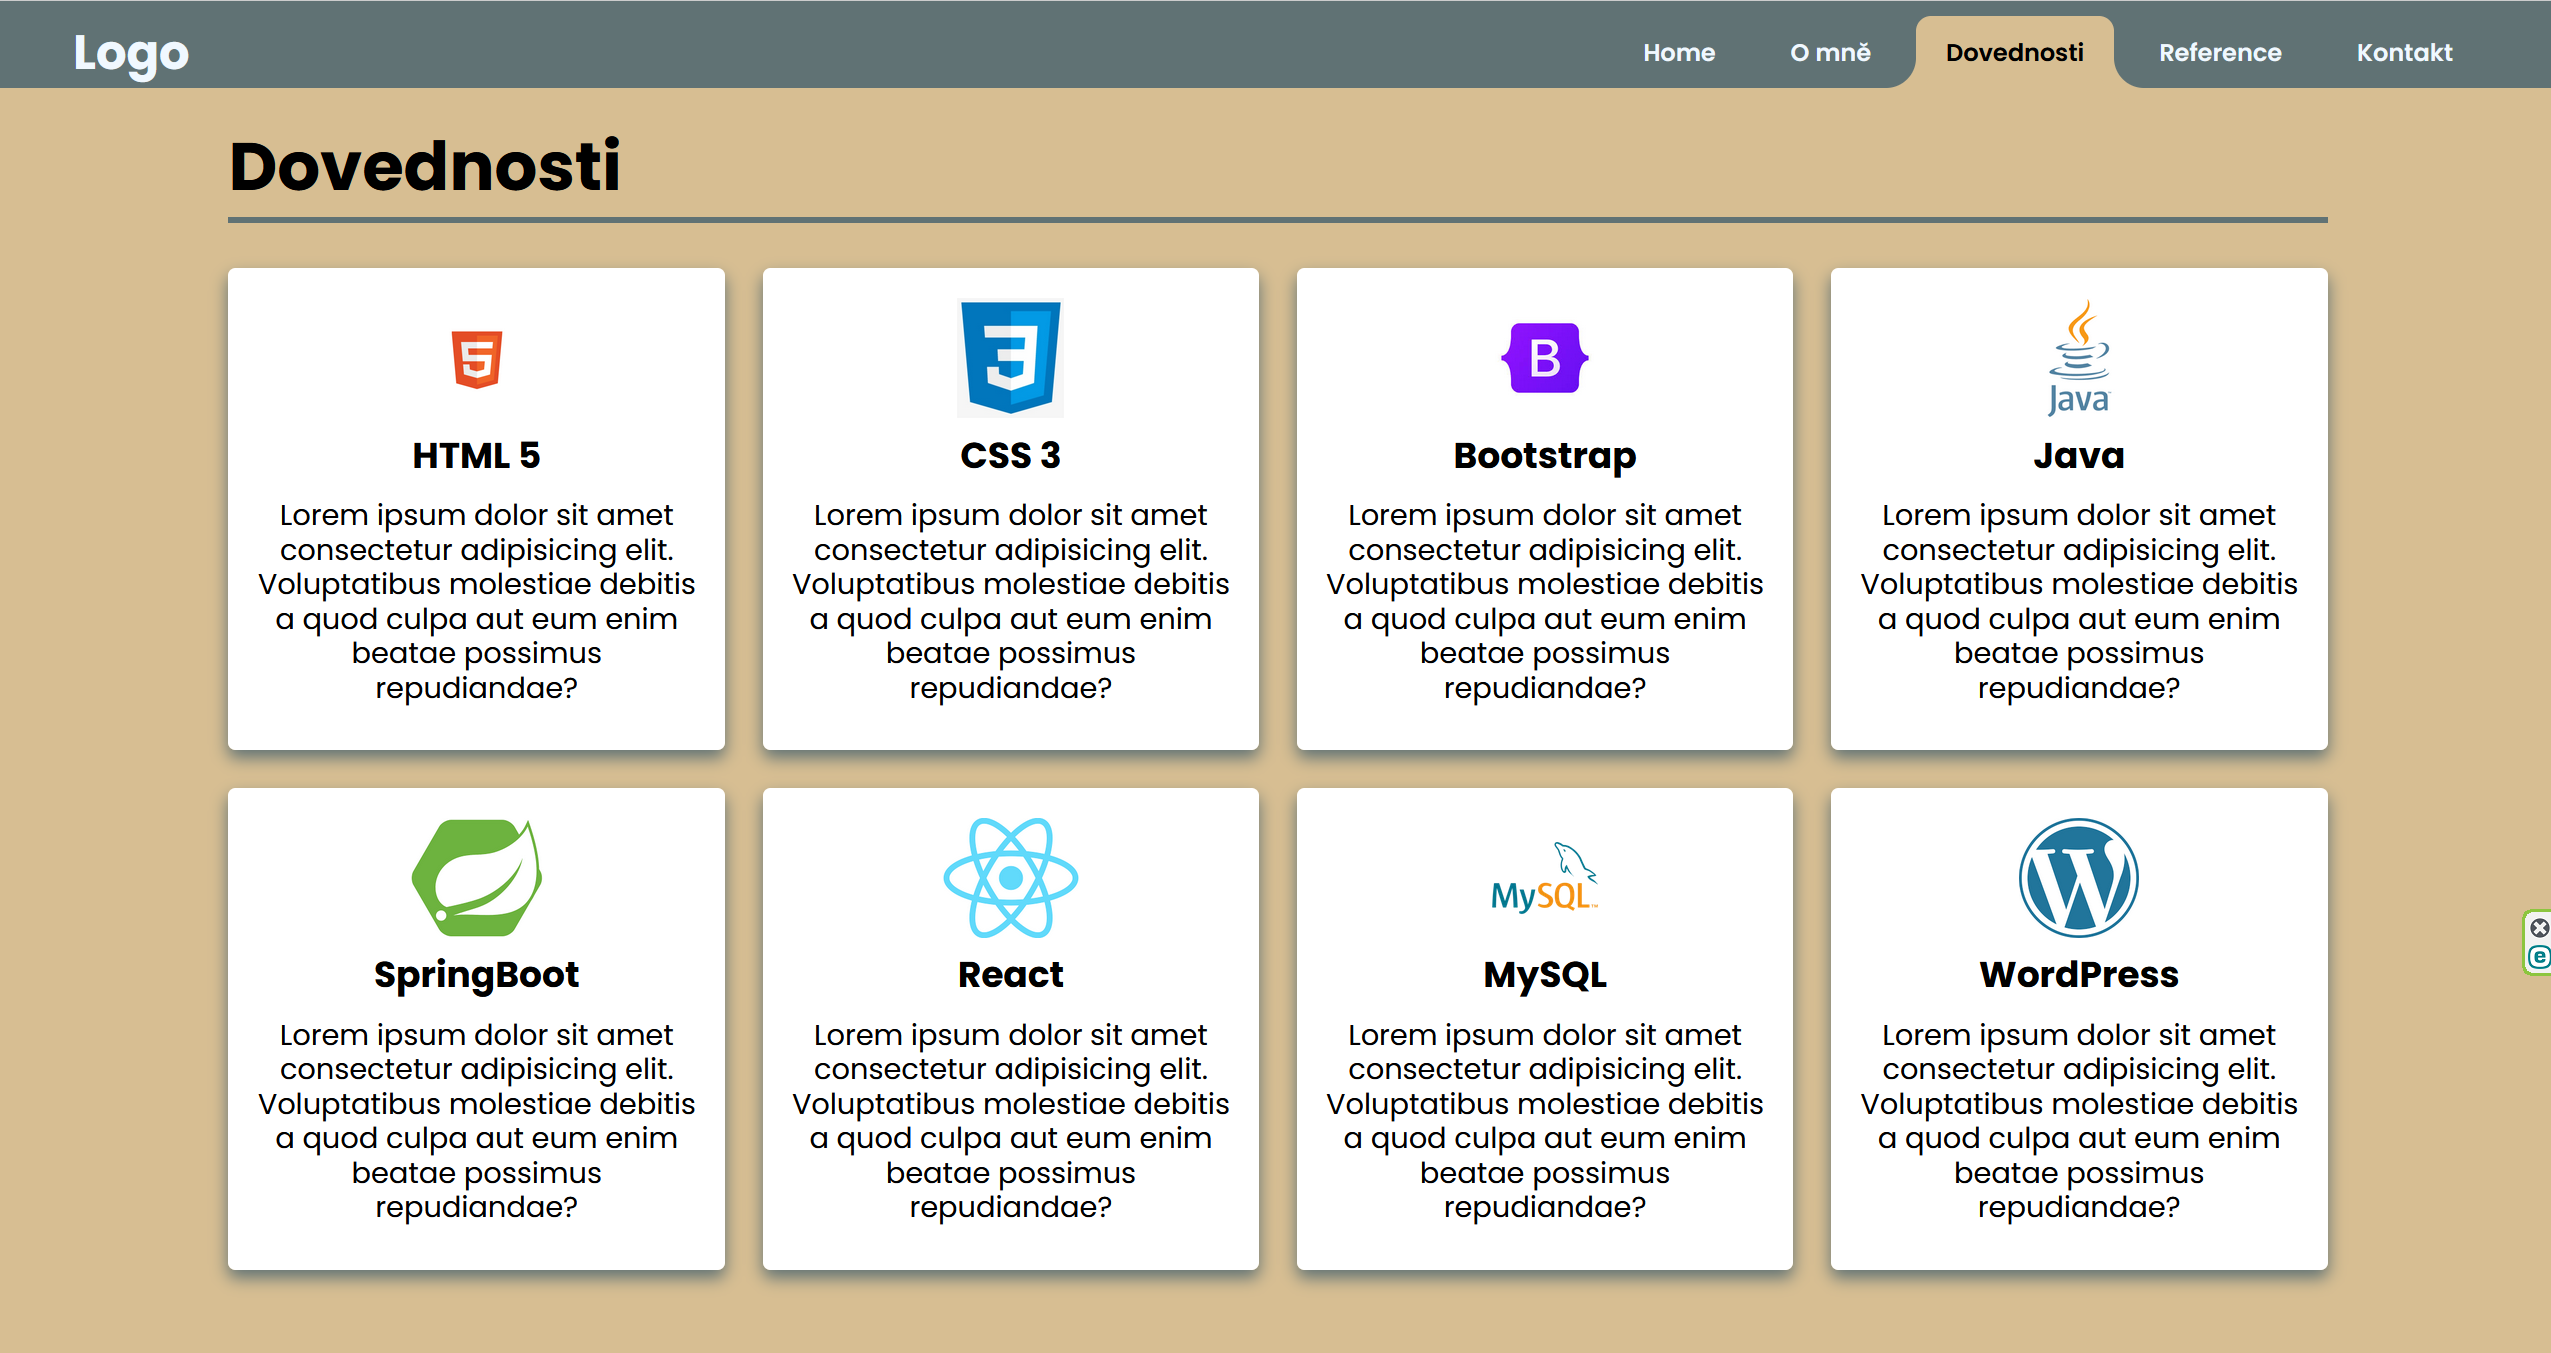 Logo
Home
O mně
Dovednosti
Reference
Kontakt
Dovednosti
HTML 5
Lorem ipsum dolor sit amet
consectetur adipisicing elit.
Voluptatibus molestiae debitis
a quod culpa aut eum enim
beatae possimus
repudiandae?
3
CSS 3
Lorem ipsum dolor sit amet
consectetur adipisicing elit.
Voluptatibus molestiae debitis
a quod culpa aut eum enim
beatae possimus
repudiandae?
B
Bootstrap
Lorem ipsum dolor sit amet
consectetur adipisicing elit.
Voluptatibus molestiae debitis
a quod culpa aut eum enim
beatae possimus
repudiandae?
Java
Java
Lorem ipsum dolor sit amet
consectetur adipisicing elit.
Voluptatibus molestiae debitis
a quod culpa aut eum enim
beatae possimus
repudiandae?
SpringBoot
Lorem ipsum dolor sit amet
consectetur adipisicing elit.
Voluptatibus molestiae debitis
a quod culpa aut eum enim
beatae possimus
repudiandae?
React
Lorem ipsum dolor sit amet
consectetur adipisicing elit.
Voluptatibus molestiae debitis
a quod culpa aut eum enim
beatae possimus
repudiandae?
MySQL™
MySQL
Lorem ipsum dolor sit amet
consectetur adipisicing elit.
Voluptatibus molestiae debitis
a quod culpa aut eum enim
beatae possimus
repudiandae?
W
WordPress
Lorem ipsum dolor sit amet
consectetur adipisicing elit.
Voluptatibus molestiae debitis
a quod culpa aut eum enim
beatae possimus
repudiandae?
e